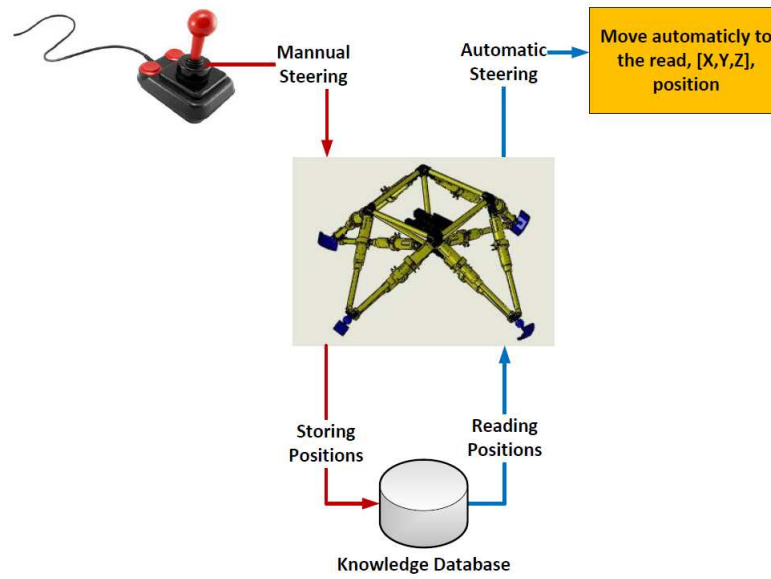 Mannual
Steering
Automatic
Steering
Move automaticly to
the read, [X,Y,Z],
position
Storing
Positions
Reading
Positions
Knowledge Database